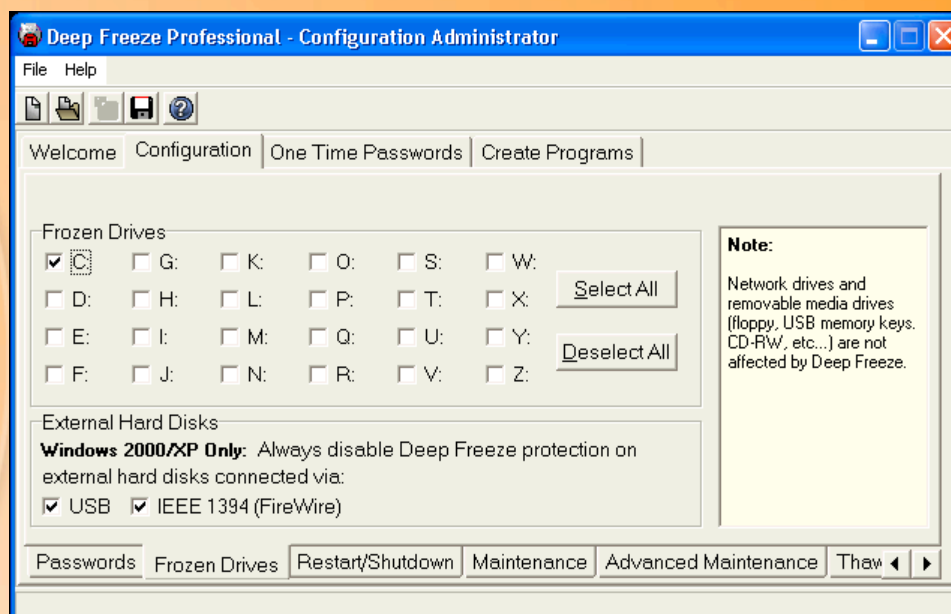 Deep Freeze Professional - Configuration Administrator
File Help
Welcome Configuration One Time Passwords Create Programs
Frozen Drives
C: G: K: O: S: W:
Select All
D: H: L: P: T: X:
E: I: M: Q: U: Y:
Deselect All
F: J: N: R: V: Z:
Note:
Network drives and
removable media drives
(floppy, USB memory keys.
CD-RW, etc...) are not
affected by Deep Freeze.
External Hard Disks
Windows 2000/XP Only: Always disable Deep Freeze protection on
external hard disks connected via:
USB IEEE 1394 (FireWire)
Passwords Frozen Drives Restart/Shutdown Maintenance Advanced Maintenance Thaw